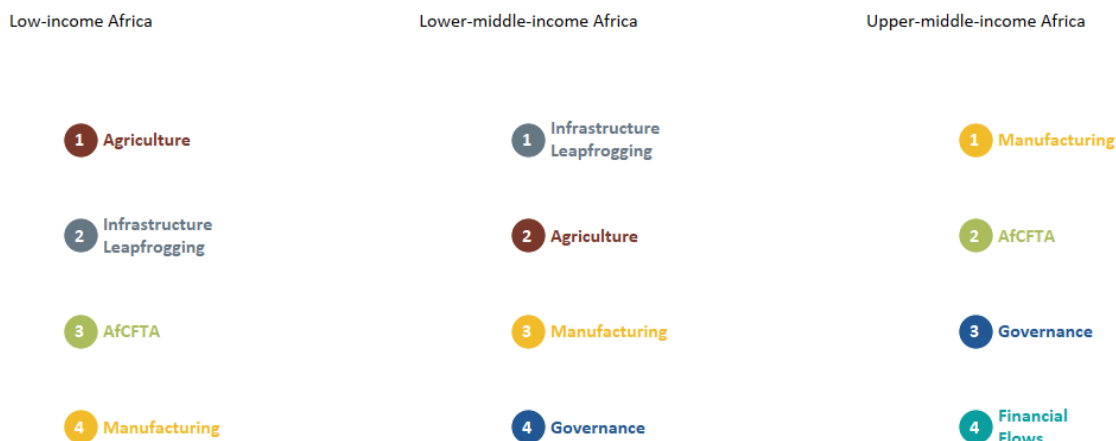 Low-income Africa
Lower-middle-income Africa
Upper-middle-income Africa
1 Agriculture
1 Infrastructure
Leapfrogging
1 Manufacturing
2 Infrastructure
Leapfrogging
2 Agriculture
2 AfCFTA
3 AfCFTA
3 Manufacturing
3 Governance
4 Manufacturing
4 Governance
4 Financial
Flows